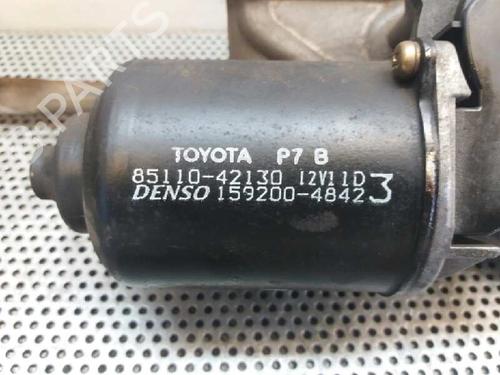 TOYOTA P7 B
85110-42130 12V11D
DENSO 159200-4842 3